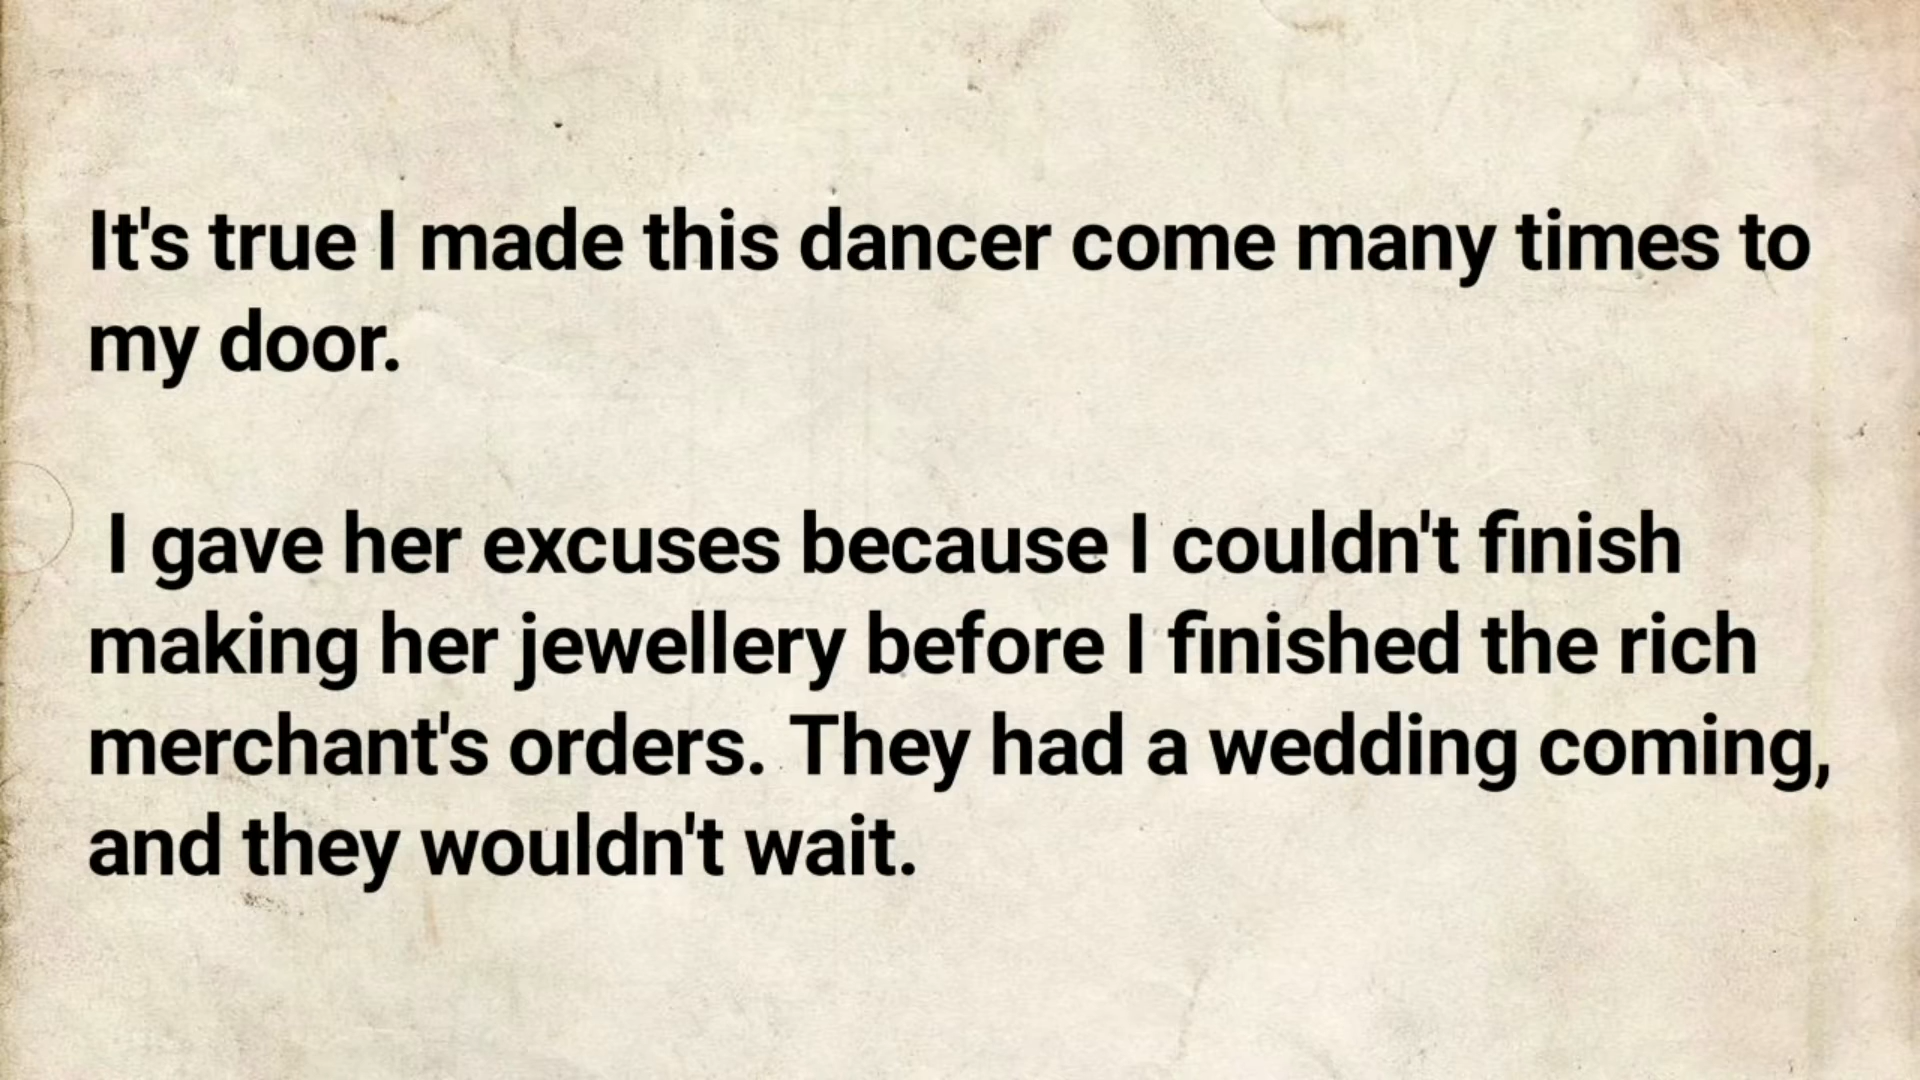 It's true I made this dancer come many times to
my door.
I gave her excuses because I couldn't finish
making her jewellery before I finished the rich
merchant's orders. They had a wedding coming,
and they wouldn't wait.